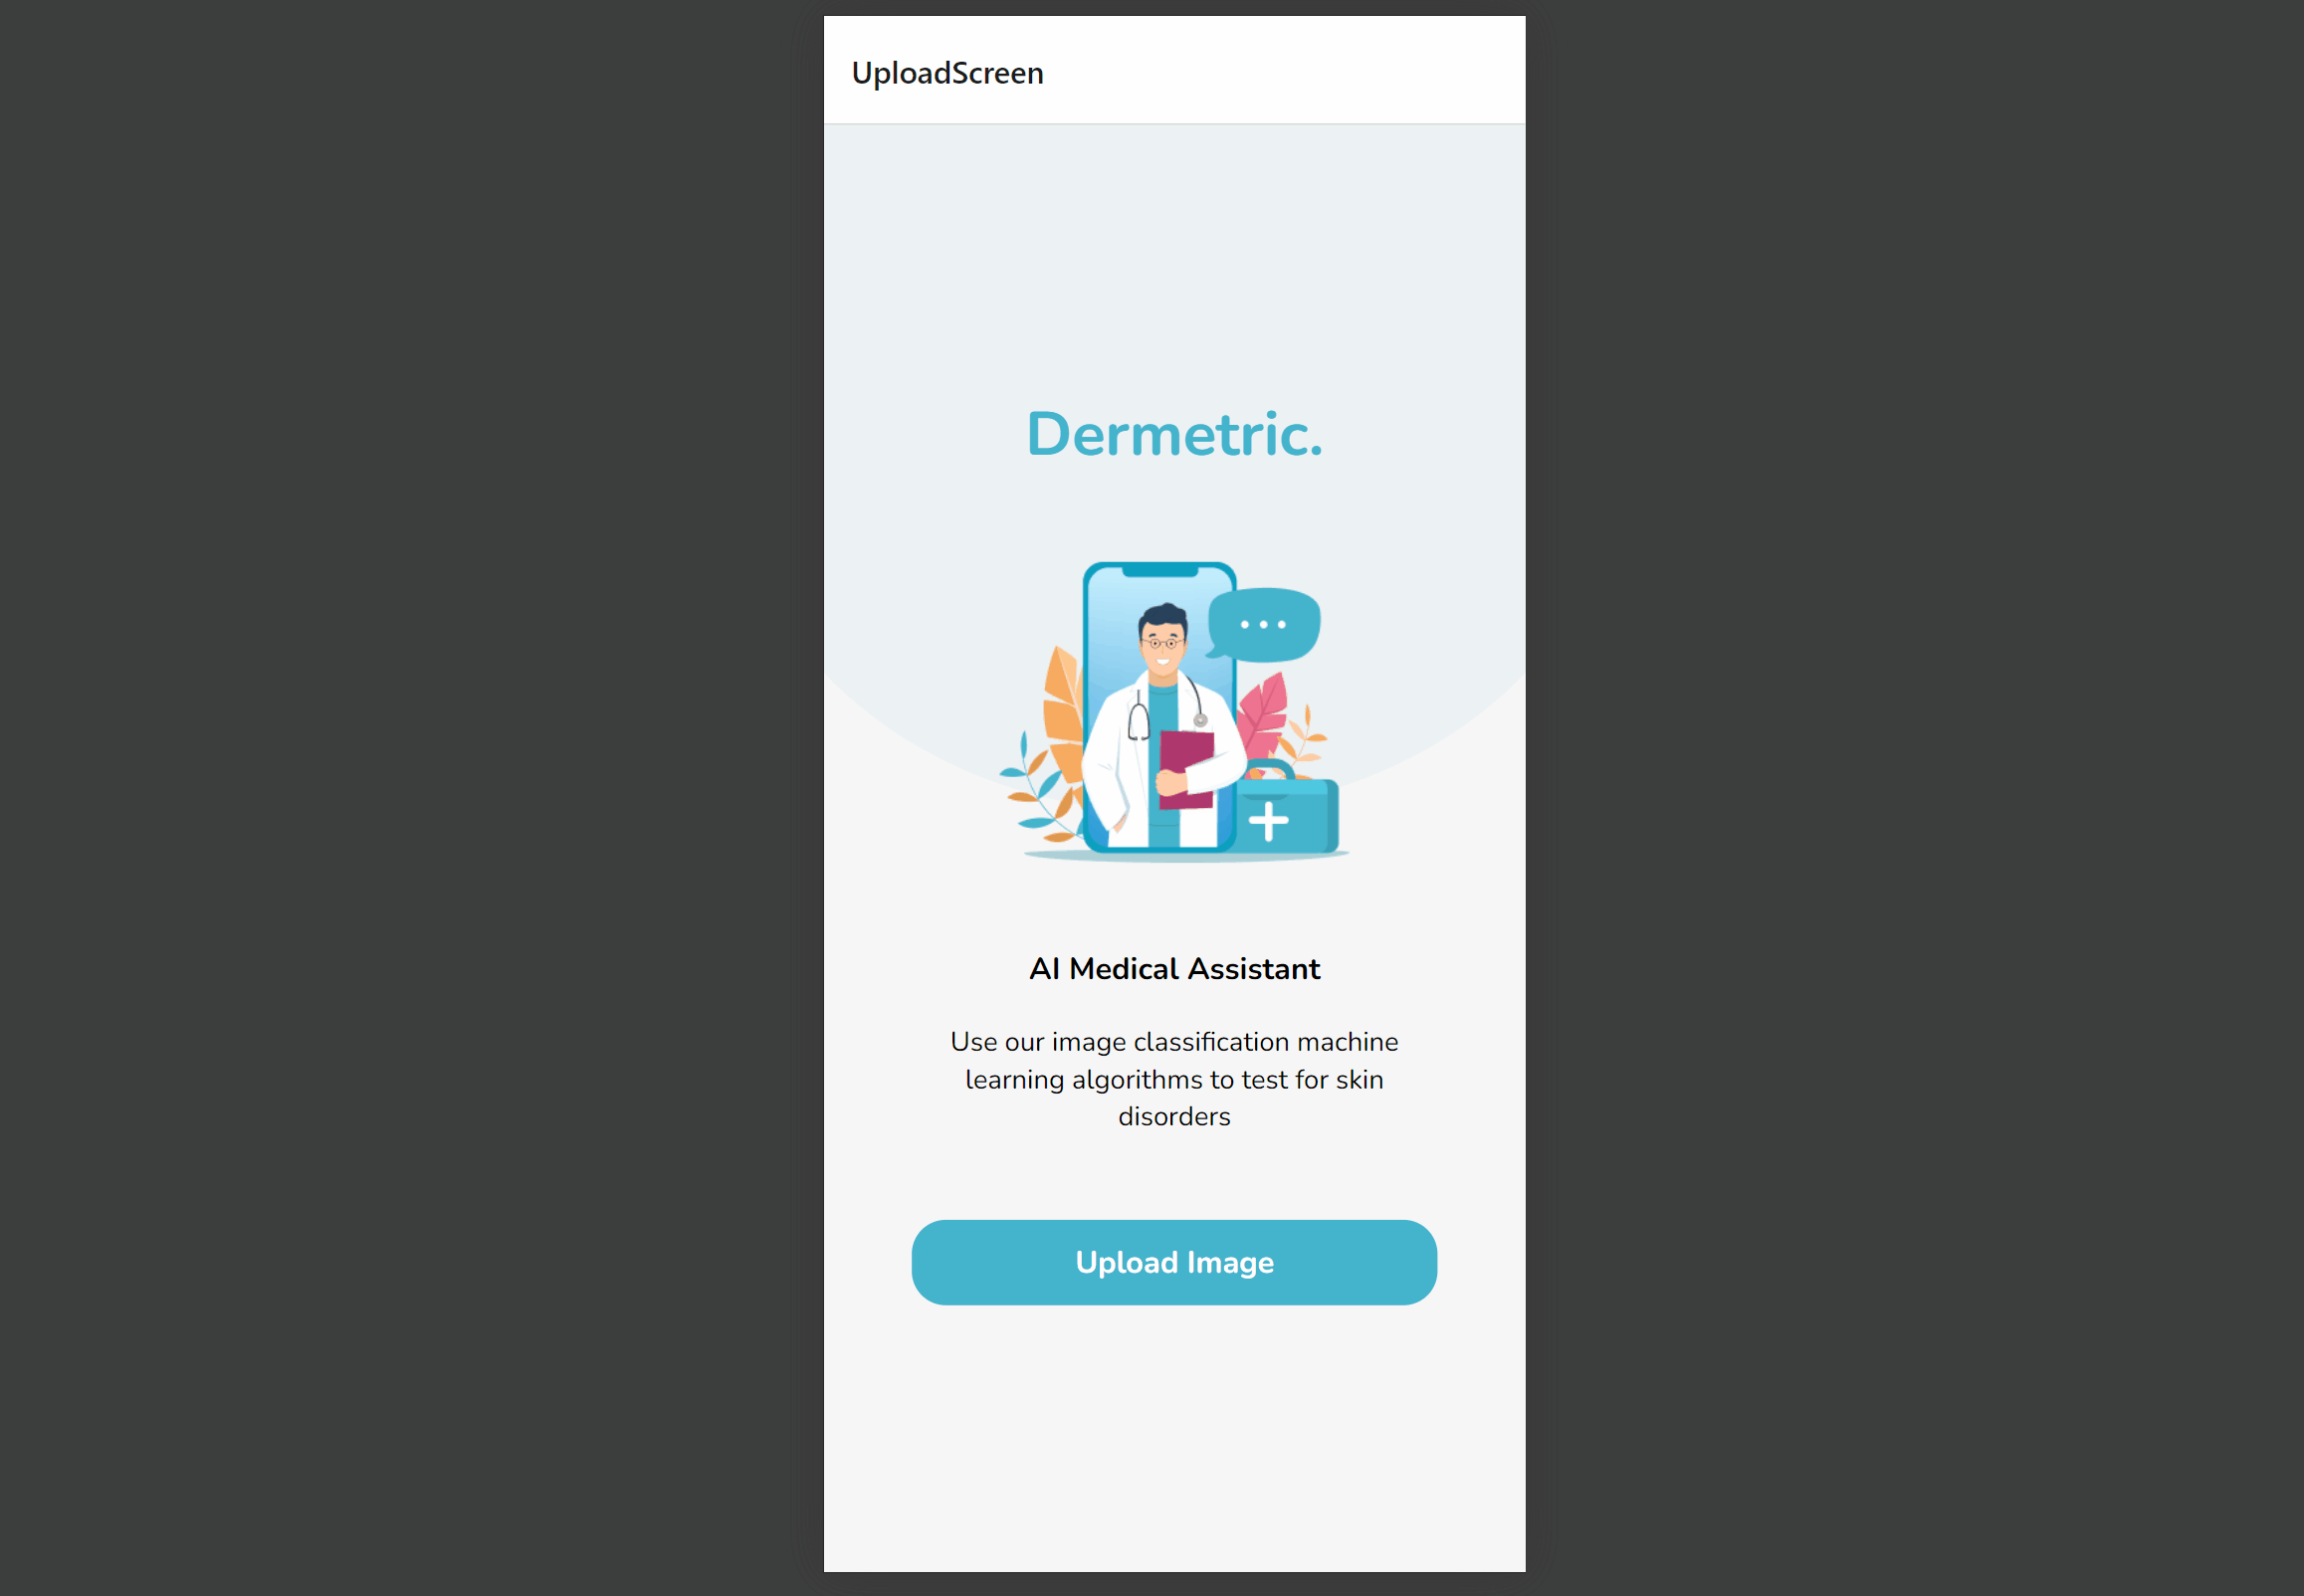 UploadScreen
Dermetric.
AI Medical Assistant
Use our image classification machine
learning algorithms to test for skin
disorders
Upload Image